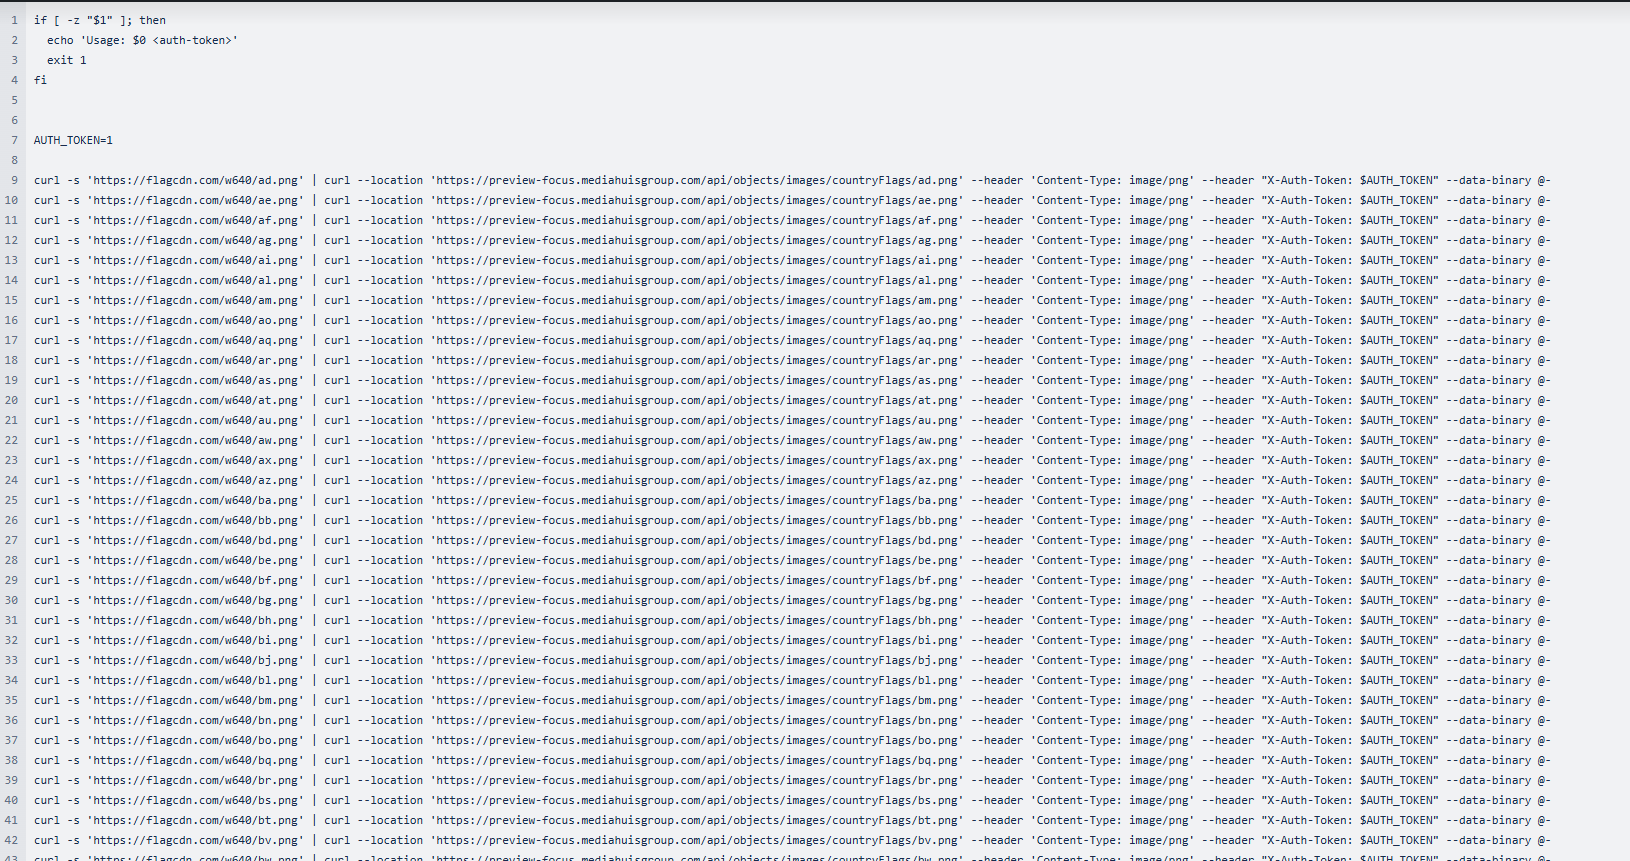 1 if [ -z "$1" ]; then
2 echo 'Usage: $0 <auth-token>'
3 exit 1
4 fi
5
6
7 AUTH_TOKEN=1
8
9 curl -s 'https://flagcdn.com/w640/ad.png' | curl --location 'https://preview-focus.mediahuisgroup.com/api/objects/images/countryFlags/ad.png' --header 'Content-Type: image/png' --header "X-Auth-Token: $AUTH_TOKEN" --data-binary @-
10 curl -s 'https://flagcdn.com/w640/ae.png' | curl --location 'https://preview-focus.mediahuisgroup.com/api/objects/images/countryFlags/ae.png' --header 'Content-Type: image/png' --header "X-Auth-Token: $AUTH_TOKEN" --data-binary @-
11 curl -s 'https://flagcdn.com/w640/af.png' | curl --location 'https://preview-focus.mediahuisgroup.com/api/objects/images/countryFlags/af.png' --header 'Content-Type: image/png' --header "X-Auth-Token: $AUTH_TOKEN" --data-binary @-
12 curl -s 'https://flagcdn.com/w640/ag.png' | curl --location 'https://preview-focus.mediahuisgroup.com/api/objects/images/countryFlags/ag.png' --header 'Content-Type: image/png' --header "X-Auth-Token: $AUTH_TOKEN" --data-binary @-
13 curl -s 'https://flagcdn.com/w640/ai.png' | curl --location 'https://preview-focus.mediahuisgroup.com/api/objects/images/countryFlags/ai.png' --header 'Content-Type: image/png' --header "X-Auth-Token: $AUTH_TOKEN" --data-binary @-
14 curl -s 'https://flagcdn.com/w640/al.png' | curl --location 'https://preview-focus.mediahuisgroup.com/api/objects/images/countryFlags/al.png' --header 'Content-Type: image/png' --header "X-Auth-Token: $AUTH_TOKEN" --data-binary @-
15 curl -s 'https://flagcdn.com/w640/am.png' | curl --location 'https://preview-focus.mediahuisgroup.com/api/objects/images/countryFlags/am.png' --header 'Content-Type: image/png' --header "X-Auth-Token: $AUTH_TOKEN" --data-binary @-
16 curl -s 'https://flagcdn.com/w640/ao.png' | curl --location 'https://preview-focus.mediahuisgroup.com/api/objects/images/countryFlags/ao.png' --header 'Content-Type: image/png' --header "X-Auth-Token: $AUTH_TOKEN" --data-binary @-
17 curl -s 'https://flagcdn.com/w640/aq.png' | curl --location 'https://preview-focus.mediahuisgroup.com/api/objects/images/countryFlags/aq.png' --header 'Content-Type: image/png' --header "X-Auth-Token: $AUTH_TOKEN" --data-binary @-
18 curl -s 'https://flagcdn.com/w640/ar.png' | curl --location 'https://preview-focus.mediahuisgroup.com/api/objects/images/countryFlags/ar.png' --header 'Content-Type: image/png' --header "X-Auth-Token: $AUTH_TOKEN" --data-binary @-
19 curl -s 'https://flagcdn.com/w640/as.png' | curl --location 'https://preview-focus.mediahuisgroup.com/api/objects/images/countryFlags/as.png' --header 'Content-Type: image/png' --header "X-Auth-Token: $AUTH_TOKEN" --data-binary @-
20 curl -s 'https://flagcdn.com/w640/at.png' | curl --location 'https://preview-focus.mediahuisgroup.com/api/objects/images/countryFlags/at.png' --header 'Content-Type: image/png' --header "X-Auth-Token: $AUTH_TOKEN" --data-binary @-
21 curl -s 'https://flagcdn.com/w640/au.png' | curl --location 'https://preview-focus.mediahuisgroup.com/api/objects/images/countryFlags/au.png' --header 'Content-Type: image/png' --header "X-Auth-Token: $AUTH_TOKEN" --data-binary @-
22 curl -s 'https://flagcdn.com/w640/aw.png' | curl --location 'https://preview-focus.mediahuisgroup.com/api/objects/images/countryFlags/aw.png' --header 'Content-Type: image/png' --header "X-Auth-Token: $AUTH_TOKEN" --data-binary @-
23 curl -s 'https://flagcdn.com/w640/ax.png' | curl --location 'https://preview-focus.mediahuisgroup.com/api/objects/images/countryFlags/ax.png' --header 'Content-Type: image/png' --header "X-Auth-Token: $AUTH_TOKEN" --data-binary @-
24 curl -s 'https://flagcdn.com/w640/az.png' | curl --location 'https://preview-focus.mediahuisgroup.com/api/objects/images/countryFlags/az.png' --header 'Content-Type: image/png' --header "X-Auth-Token: $AUTH_TOKEN" --data-binary @-
25 curl -s 'https://flagcdn.com/w640/ba.png' | curl --location 'https://preview-focus.mediahuisgroup.com/api/objects/images/countryFlags/ba.png' --header 'Content-Type: image/png' --header "X-Auth-Token: $AUTH_TOKEN" --data-binary @-
26 curl -s 'https://flagcdn.com/w640/bb.png' | curl --location 'https://preview-focus.mediahuisgroup.com/api/objects/images/countryFlags/bb.png' --header 'Content-Type: image/png' --header "X-Auth-Token: $AUTH_TOKEN" --data-binary @-
27 curl -s 'https://flagcdn.com/w640/bd.png' | curl --location 'https://preview-focus.mediahuisgroup.com/api/objects/images/countryFlags/bd.png' --header 'Content-Type: image/png' --header "X-Auth-Token: $AUTH_TOKEN" --data-binary @-
28 curl -s 'https://flagcdn.com/w640/be.png' | curl --location 'https://preview-focus.mediahuisgroup.com/api/objects/images/countryFlags/be.png' --header 'Content-Type: image/png' --header "X-Auth-Token: $AUTH_TOKEN" --data-binary @-
29 curl -s 'https://flagcdn.com/w640/bf.png' | curl --location 'https://preview-focus.mediahuisgroup.com/api/objects/images/countryFlags/bf.png' --header 'Content-Type: image/png' --header "X-Auth-Token: $AUTH_TOKEN" --data-binary @-
30 curl -s 'https://flagcdn.com/w640/bg.png' | curl --location 'https://preview-focus.mediahuisgroup.com/api/objects/images/countryFlags/bg.png' --header 'Content-Type: image/png' --header "X-Auth-Token: $AUTH_TOKEN" --data-binary @-
31 curl -s 'https://flagcdn.com/w640/bh.png' | curl --location 'https://preview-focus.mediahuisgroup.com/api/objects/images/countryFlags/bh.png' --header 'Content-Type: image/png' --header "X-Auth-Token: $AUTH_TOKEN" --data-binary @-
32 curl -s 'https://flagcdn.com/w640/bi.png' | curl --location 'https://preview-focus.mediahuisgroup.com/api/objects/images/countryFlags/bi.png' --header 'Content-Type: image/png' --header "X-Auth-Token: $AUTH_TOKEN" --data-binary @-
33 curl -s 'https://flagcdn.com/w640/bj.png' | curl --location 'https://preview-focus.mediahuisgroup.com/api/objects/images/countryFlags/bj.png' --header 'Content-Type: image/png' --header "X-Auth-Token: $AUTH_TOKEN" --data-binary @-
34 curl -s 'https://flagcdn.com/w640/bl.png' | curl --location 'https://preview-focus.mediahuisgroup.com/api/objects/images/countryFlags/bl.png' --header 'Content-Type: image/png' --header "X-Auth-Token: $AUTH_TOKEN" --data-binary @-
35 curl -s 'https://flagcdn.com/w640/bm.png' | curl --location 'https://preview-focus.mediahuisgroup.com/api/objects/images/countryFlags/bm.png' --header 'Content-Type: image/png' --header "X-Auth-Token: $AUTH_TOKEN" --data-binary @-
36 curl -s 'https://flagcdn.com/w640/bn.png' | curl --location 'https://preview-focus.mediahuisgroup.com/api/objects/images/countryFlags/bn.png' --header 'Content-Type: image/png' --header "X-Auth-Token: $AUTH_TOKEN" --data-binary @-
37 curl -s 'https://flagcdn.com/w640/bo.png' | curl --location 'https://preview-focus.mediahuisgroup.com/api/objects/images/countryFlags/bo.png' --header 'Content-Type: image/png' --header "X-Auth-Token: $AUTH_TOKEN" --data-binary @-
38 curl -s 'https://flagcdn.com/w640/bq.png' | curl --location 'https://preview-focus.mediahuisgroup.com/api/objects/images/countryFlags/bq.png' --header 'Content-Type: image/png' --header "X-Auth-Token: $AUTH_TOKEN" --data-binary @-
39 curl -s 'https://flagcdn.com/w640/br.png' | curl --location 'https://preview-focus.mediahuisgroup.com/api/objects/images/countryFlags/br.png' --header 'Content-Type: image/png' --header "X-Auth-Token: $AUTH_TOKEN" --data-binary @-
40 curl -s 'https://flagcdn.com/w640/bs.png' | curl --location 'https://preview-focus.mediahuisgroup.com/api/objects/images/countryFlags/bs.png' --header 'Content-Type: image/png' --header "X-Auth-Token: $AUTH_TOKEN" --data-binary @-
41 curl -s 'https://flagcdn.com/w640/bt.png' | curl --location 'https://preview-focus.mediahuisgroup.com/api/objects/images/countryFlags/bt.png' --header 'Content-Type: image/png' --header "X-Auth-Token: $AUTH_TOKEN" --data-binary @-
42 curl -s 'https://flagcdn.com/w640/bv.png' | curl --location 'https://preview-focus.mediahuisgroup.com/api/objects/images/countryFlags/bv.png' --header 'Content-Type: image/png' --header "X-Auth-Token: $AUTH_TOKEN" --data-binary @-